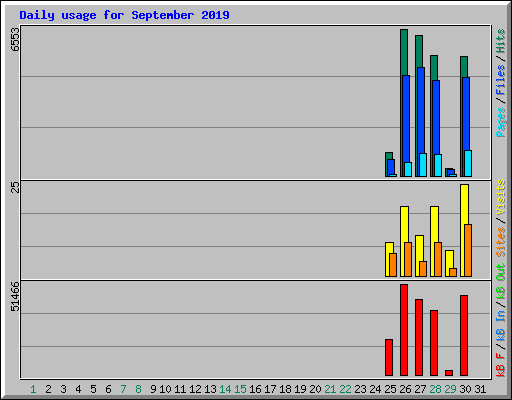 Daily usage for September 2019
6553
Pages / Files / Hits
25
Sites / Visits
51466
kB F / kB In / kB Out
1 2 3 4 5 6 7 8 9 10 11 12 13 14 15 16 17 18 19 20 21 22 23 24 25 26 27 28 29 30 31